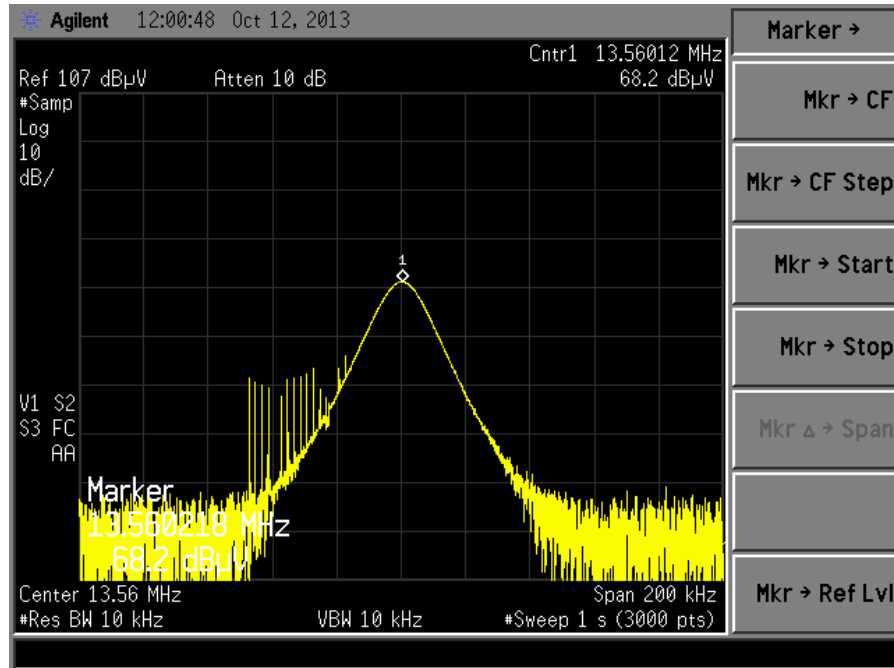 Agilent 12:00:48 Oct 12, 2013
Marker →
Cntr1 13.56012 MHz
Ref 107 dBµV Atten 10 dB 68.2 dBµV
#Samp
Log
10
dB/
1
V1 S2
S3 FC
AA
Marker
13.560218 MHz
68.2 dBµV
Center 13.56 MHz Span 200 kHz
#Res BW 10 kHz VBW 10 kHz #Sweep 1 s (3000 pts)
Mkr → CF
Mkr → CF Step
Mkr → Start
Mkr → Stop
Mkr Δ → Span
Mkr → Ref Lvl